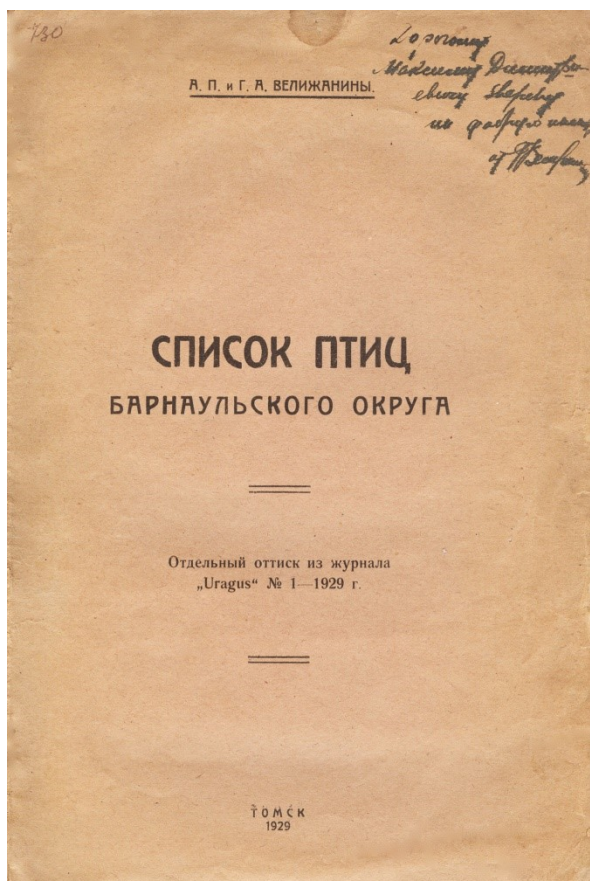 730
Дорогому
Максиму Дмитри-
евичу Звереву
на добрую память
от
А. П. и Г. А. ВЕЛИЖАНИНЫ.
СПИСОК ПТИЦ
БАРНАУЛЬСКОГО ОКРУГА
Отдельный оттиск из журнала
„Uragus“ № 1—1929 г.
ТОМСК
1929